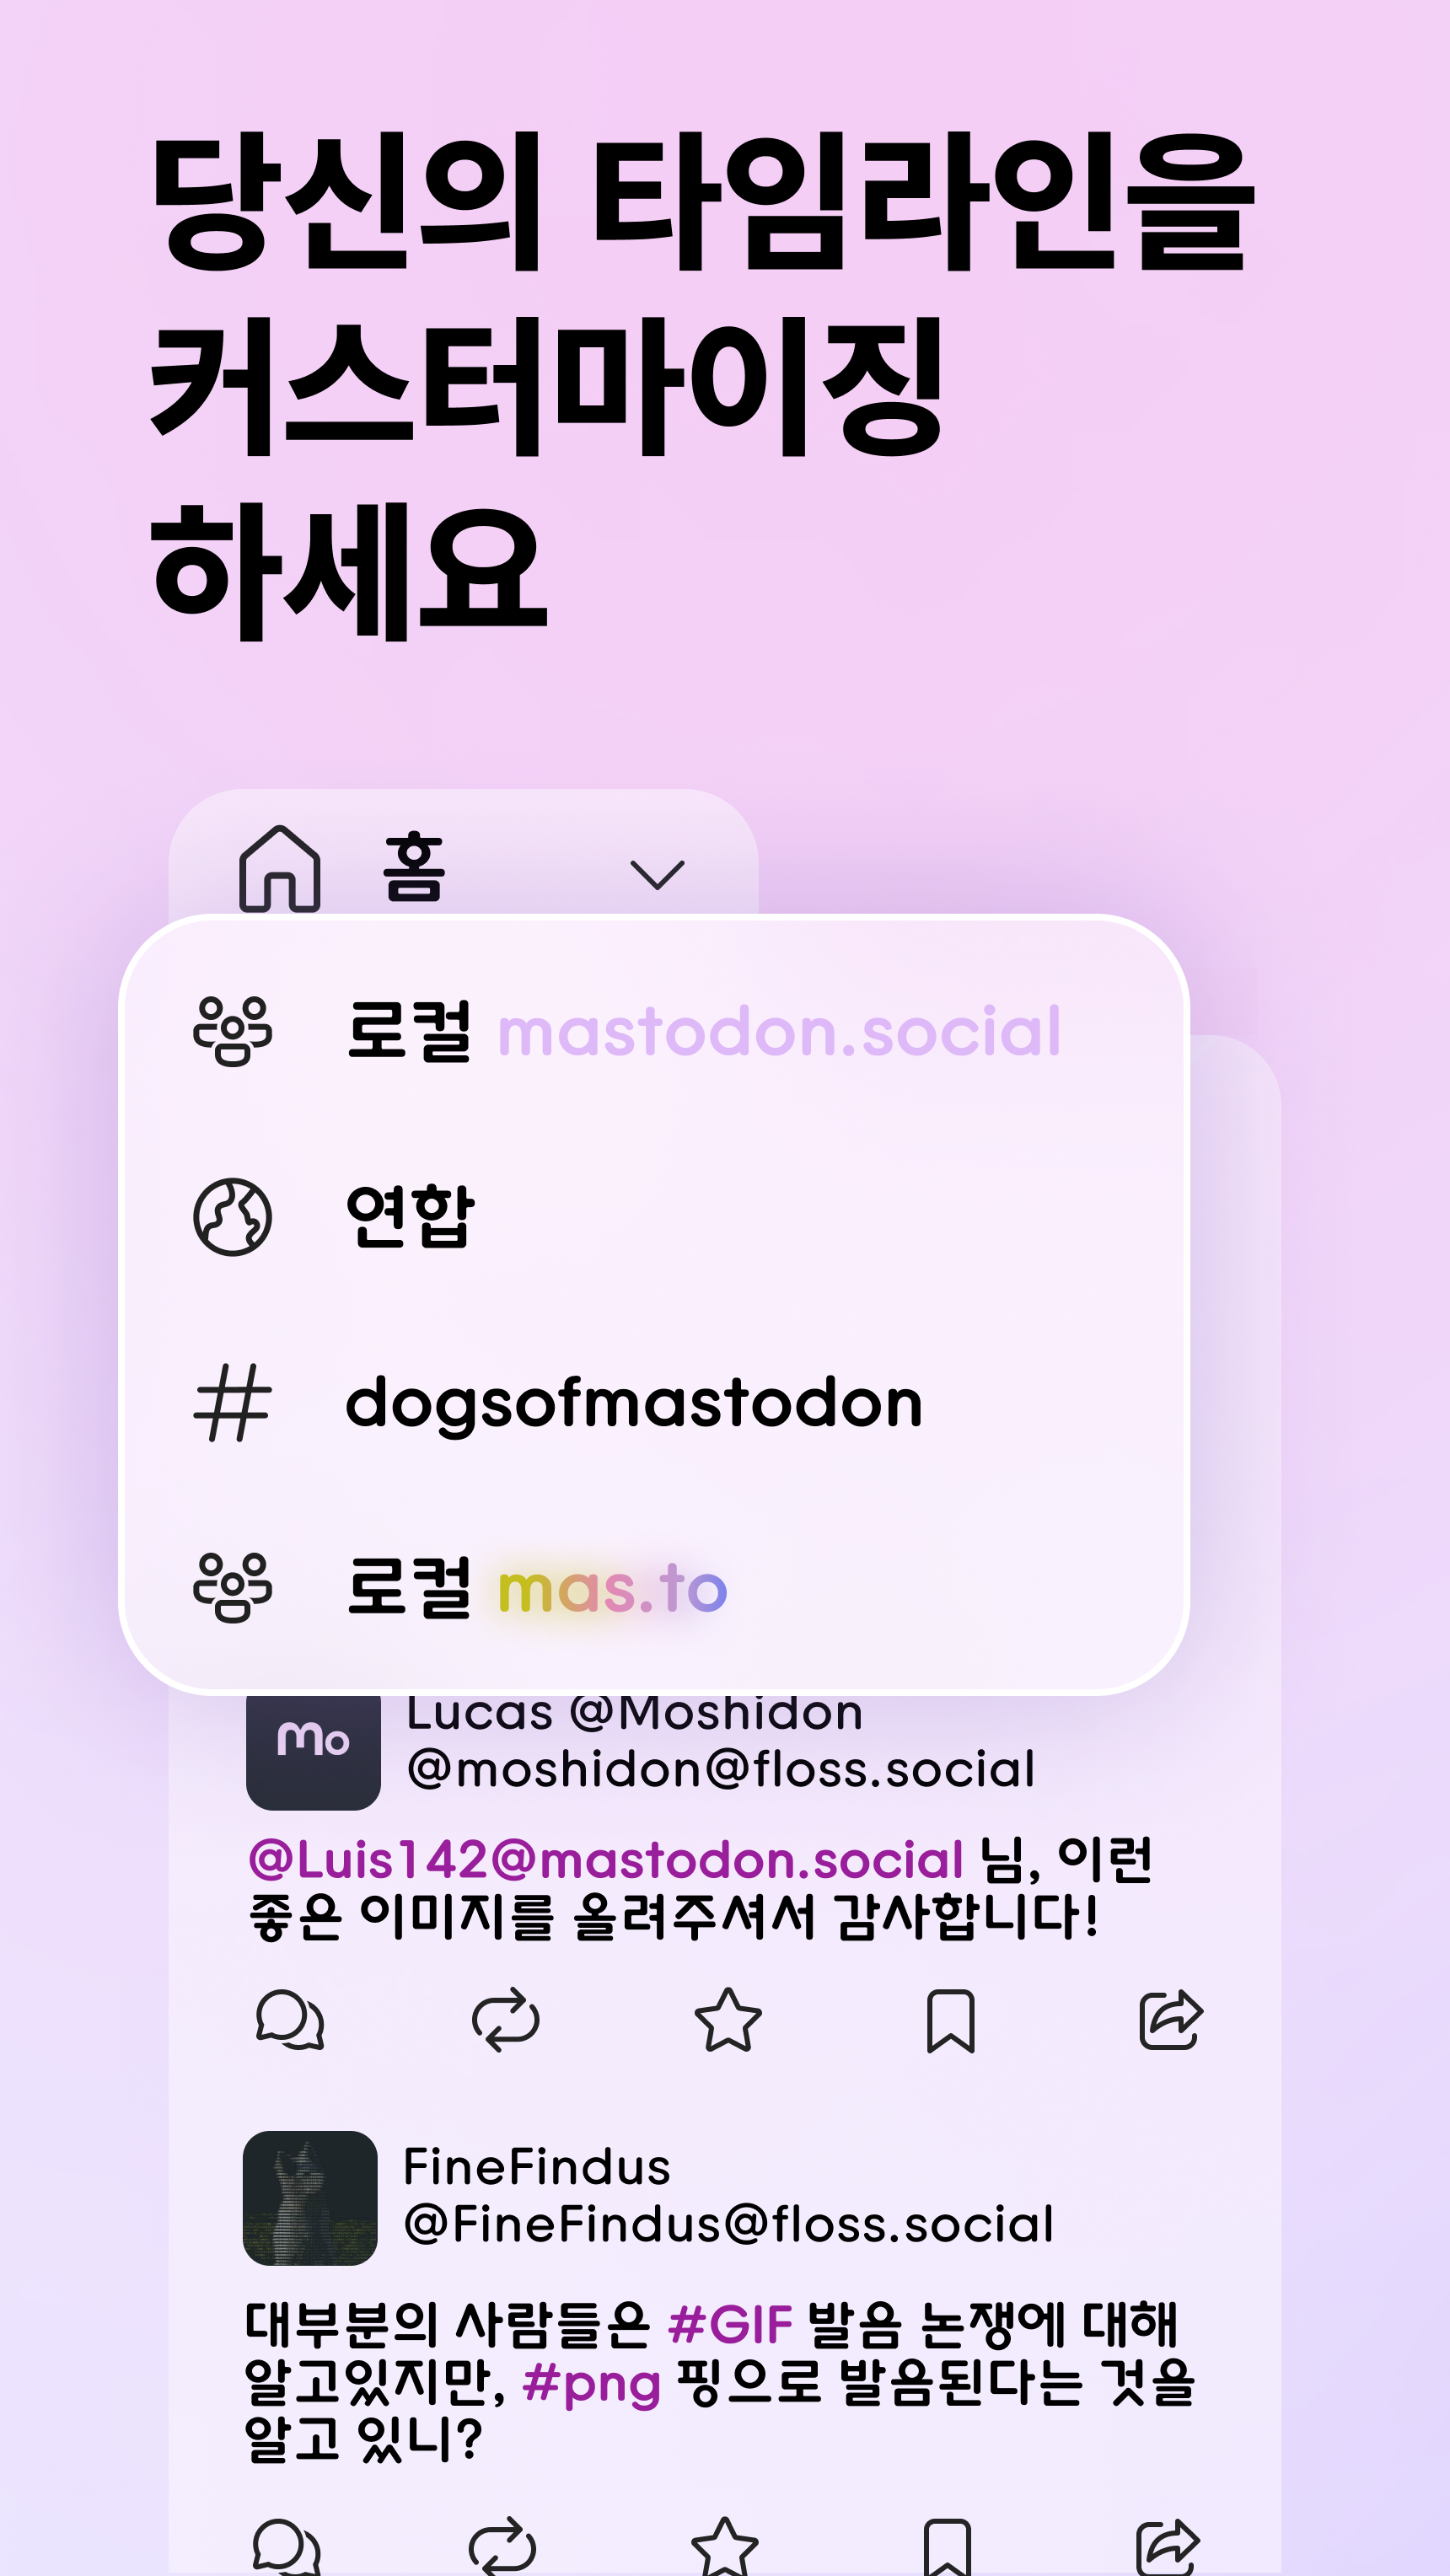 당신의 타임라인을
커스터마이징
하세요
홈
로컬 mastodon.social
연합
dogsofmastodon
로컬 mas.to
mo
Lucas @Moshidon
@moshidon@floss.social
@Luis142@mastodon.social 님, 이런
좋은 이미지를 올려주셔서 감사합니다!
FineFindus
@FineFindus@floss.social
대부분의 사람들은 #GIF 발음 논쟁에 대해
알고있지만, #png 핑으로 발음된다는 것을
알고 있니?